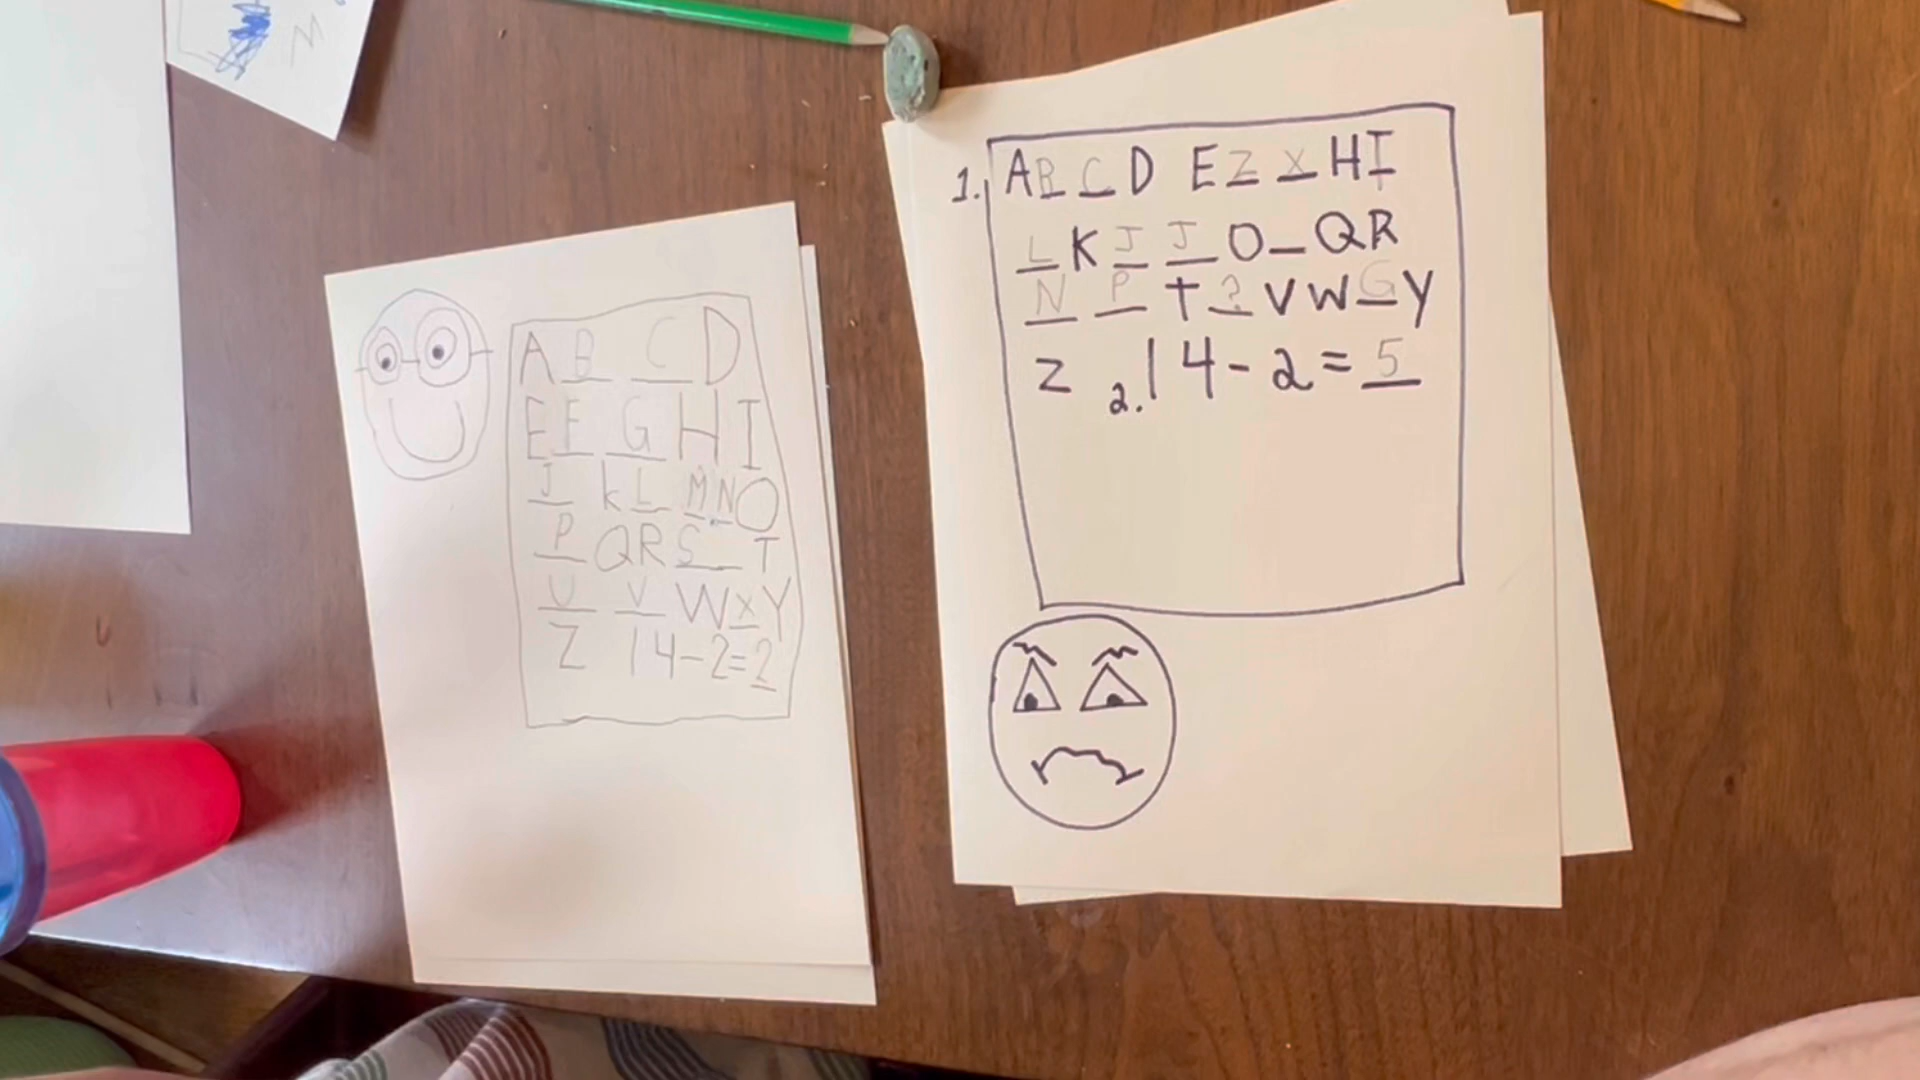 A B C D
E F G H I
J K L M N O
P Q R S T
U V W X Y
Z 14-2=2
1. A B C D E Z X H I
L K J J O _ Q R
N P T ? V W G Y
Z 2. 14-2=5
M